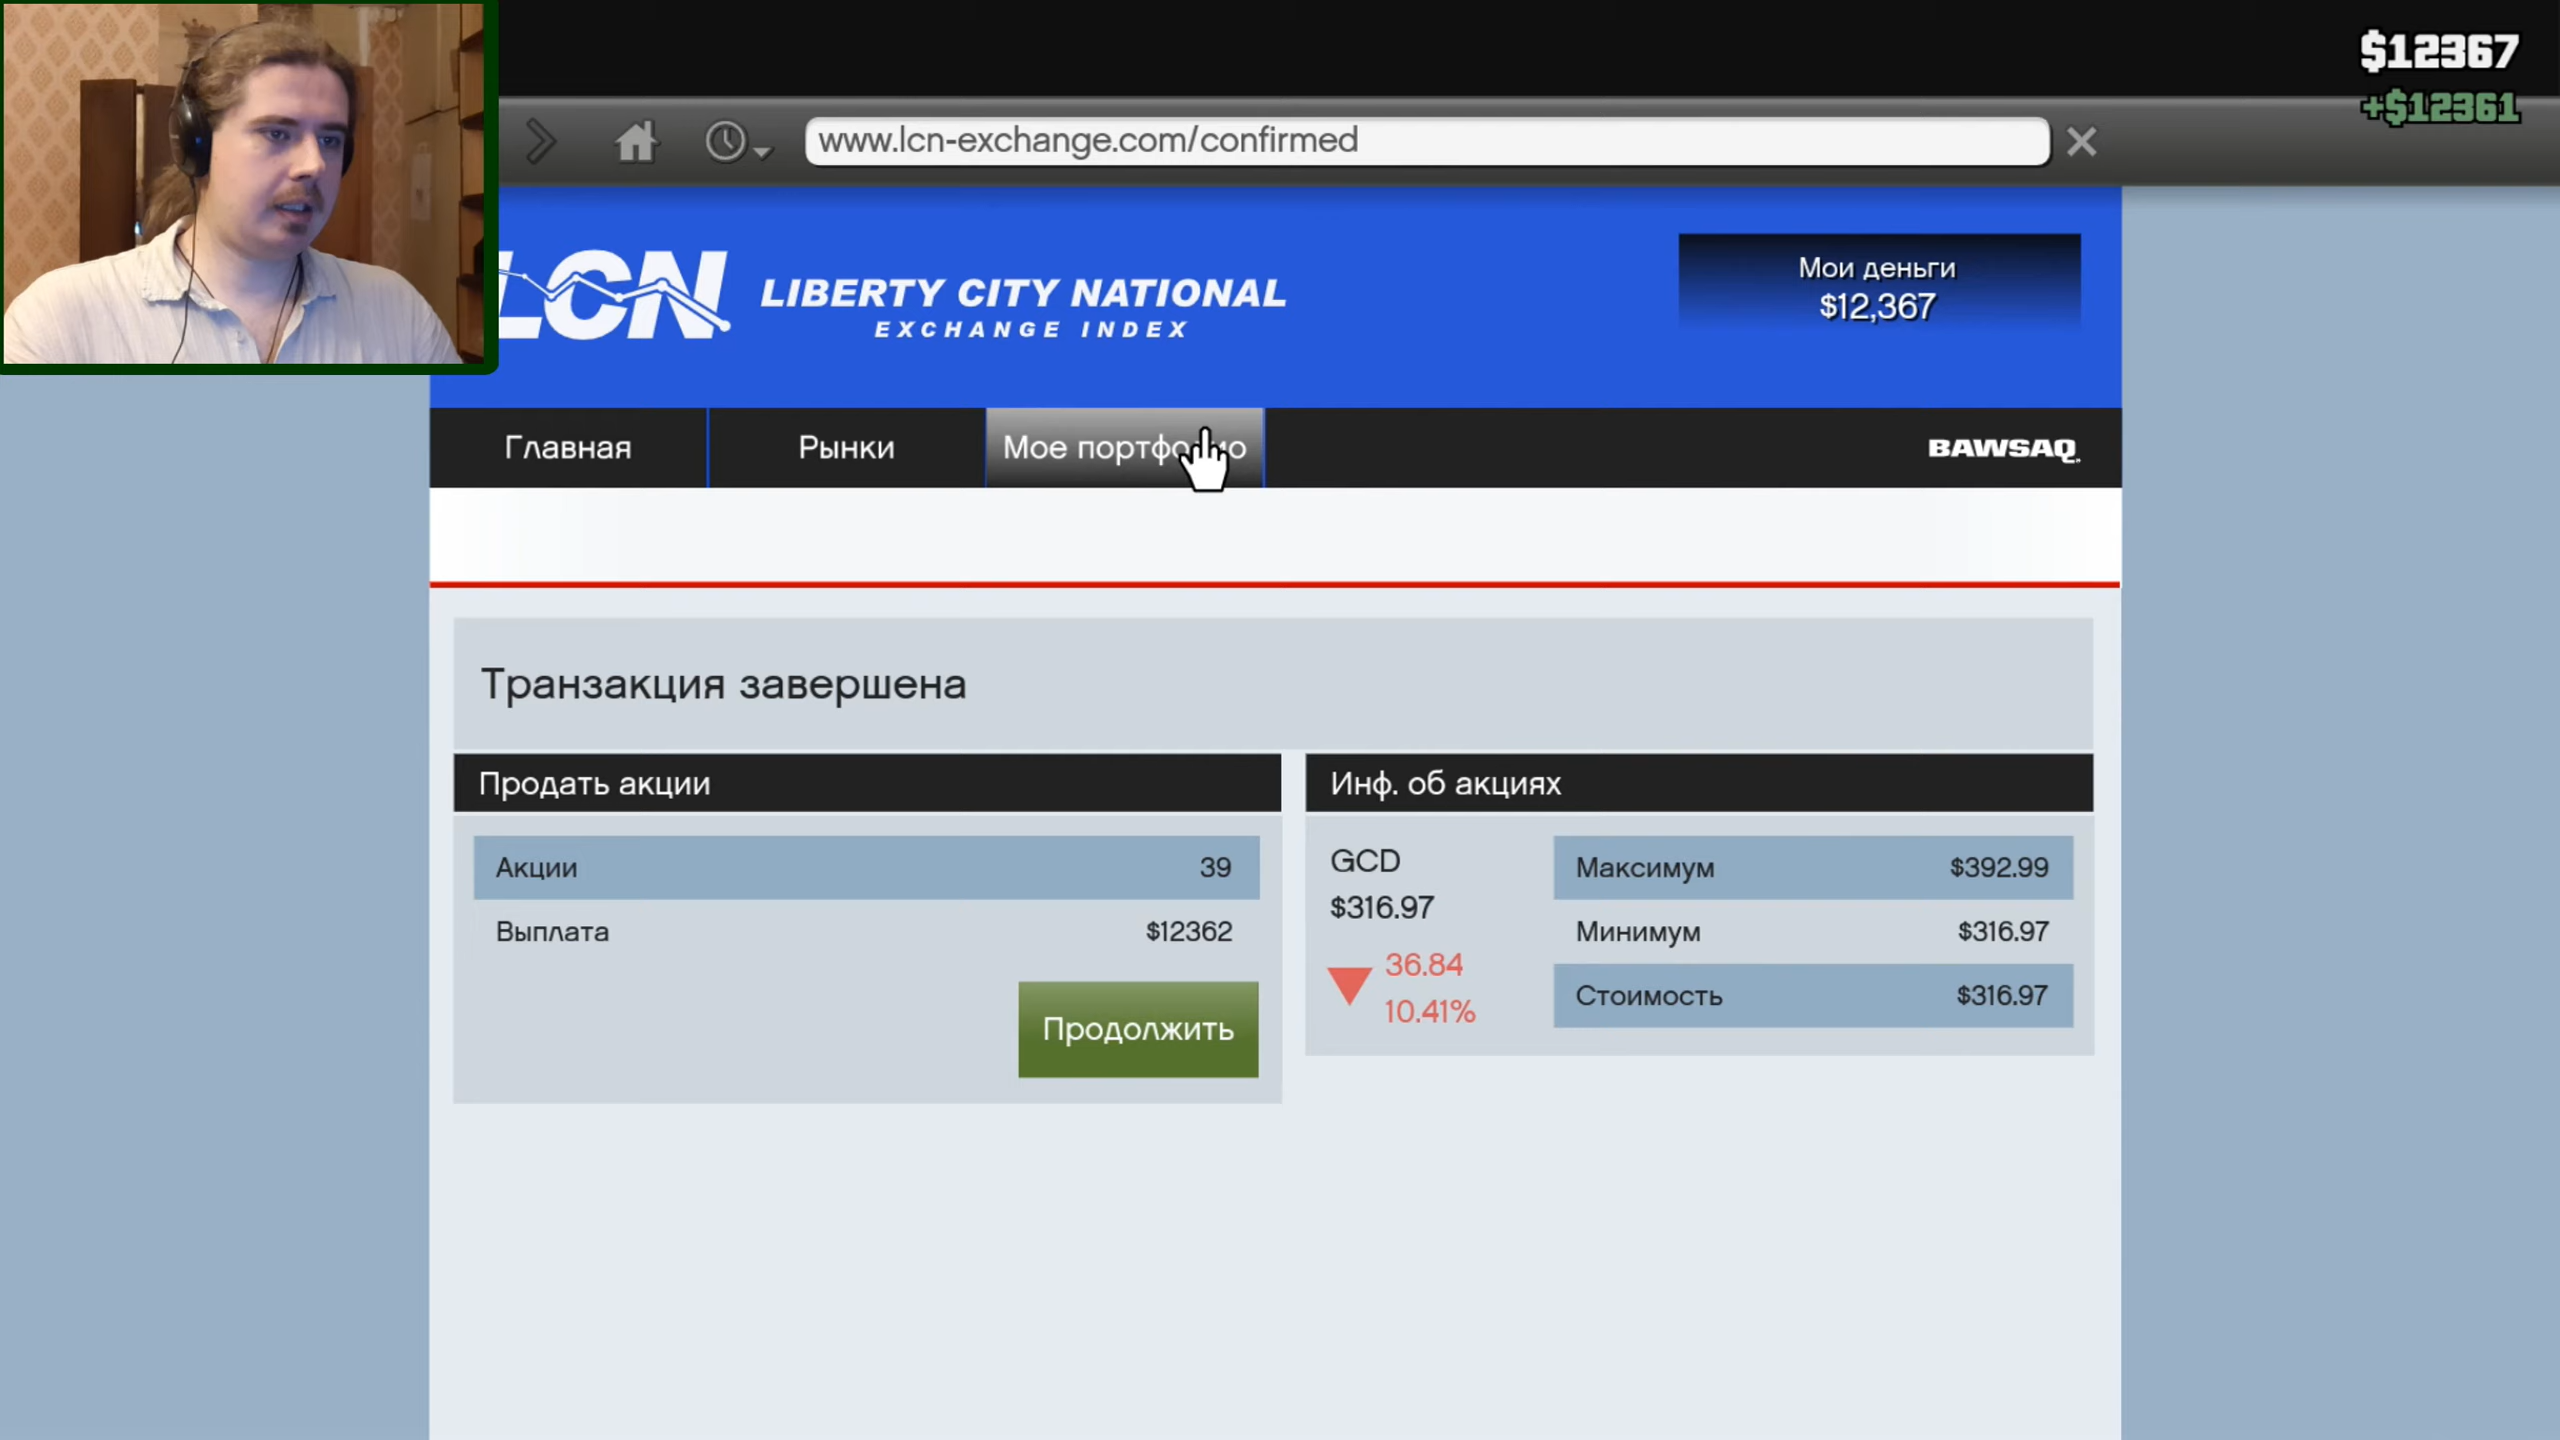 $12367
+$12361
www.lcn-exchange.com/confirmed
LCN
LIBERTY CITY NATIONAL
EXCHANGE INDEX
Мои деньги
$12,367
Главная
Рынки
Мое портфолио
BAWSAQ
Транзакция завершена
Продать акции
Акции 39
Выплата $12362
Продолжить
Инф. об акциях
GCD
$316.97
36.84
10.41%
Максимум $392.99
Минимум $316.97
Стоимость $316.97